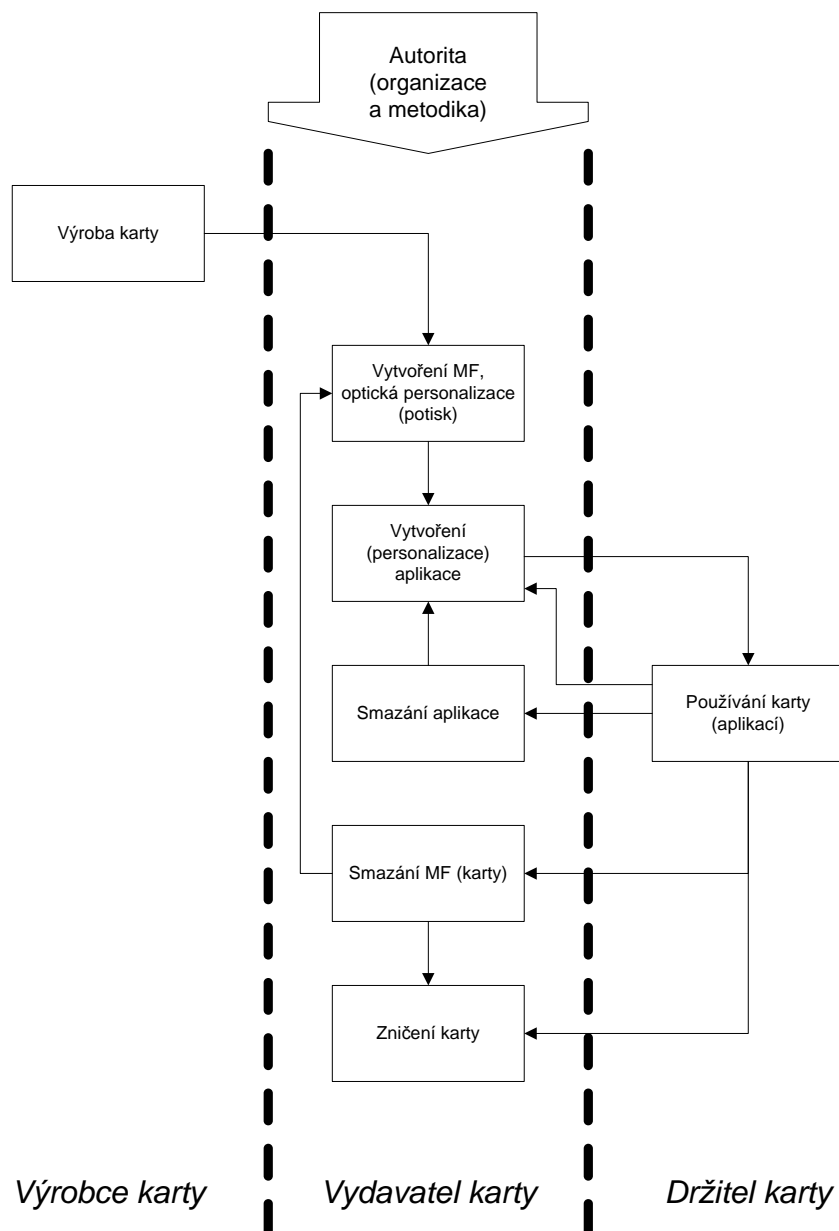 Autorita
(organizace
a metodika)
Výroba karty
Vytvoření MF,
optická personalizace
(potisk)
Vytvoření
(personalizace)
aplikace
Smazání aplikace
Používání karty
(aplikací)
Smazání MF (karty)
Zničení karty
Výrobce karty
Vydavatel karty
Držitel karty